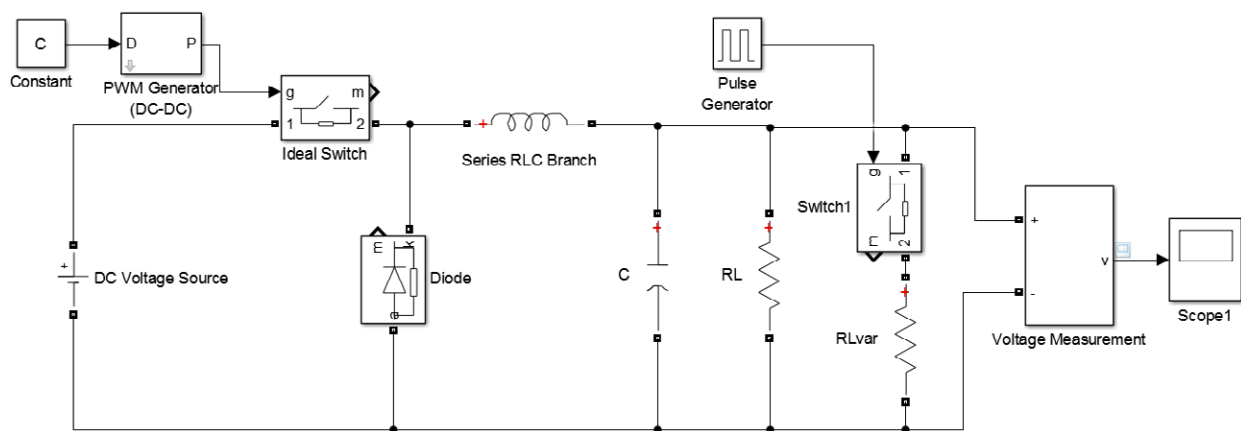 C
Constant
D
P
PWM Generator
(DC-DC)
g
m
1
2
Ideal Switch
+
Series RLC Branch
Pulse
Generator
g
1
Switch1
m
2
+
DC Voltage Source
m
k
a
Diode
+
C
+
RL
+
RLvar
+
-
v
Voltage Measurement
Scope1